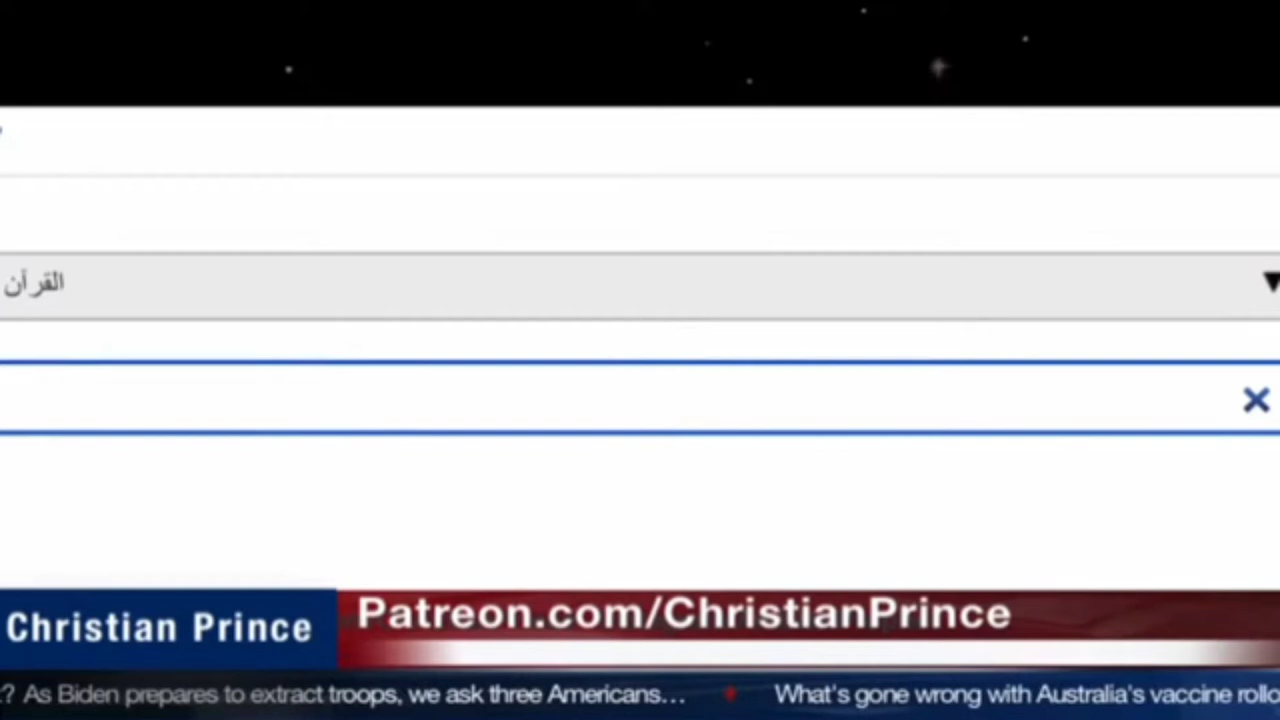 القرآن
Patreon.com/ChristianPrince
Christian Prince
? As Biden prepares to extract troops, we ask three Americans... What's gone wrong with Australia's vaccine